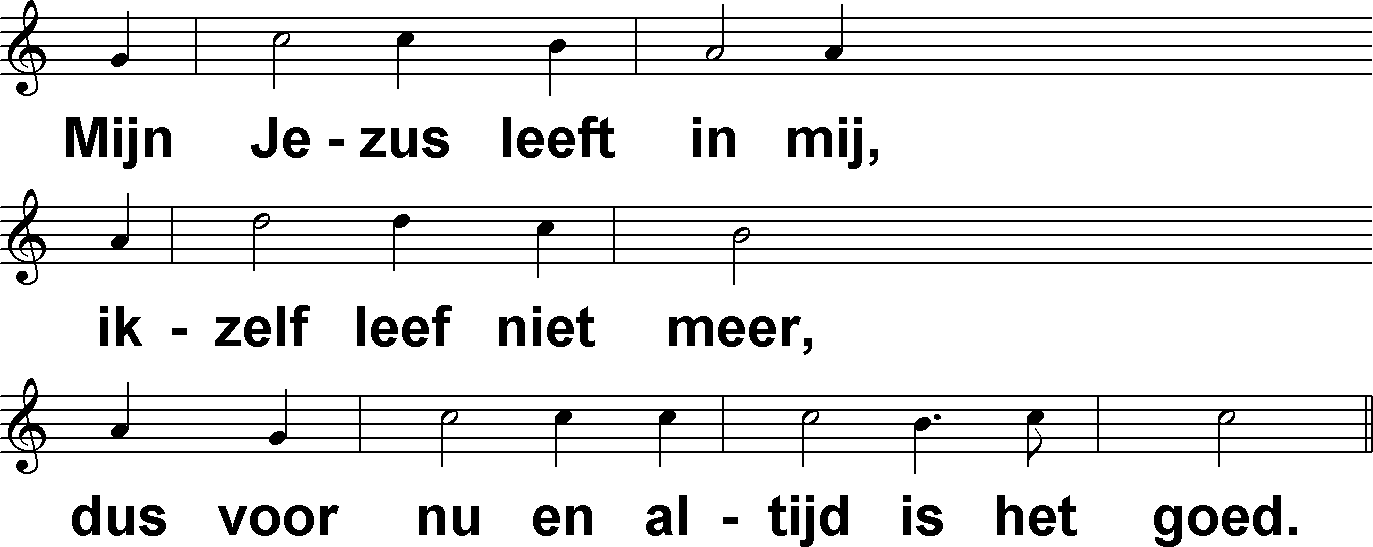 Mijn Je - zus leeft in mij,
ik - zelf leef niet meer,
dus voor nu en al - tijd is het goed.